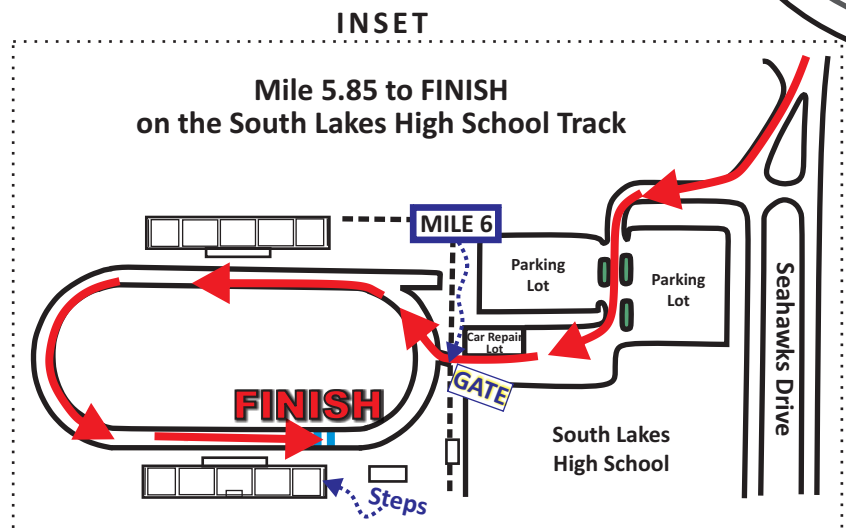 INSET
Mile 5.85 to FINISH
on the South Lakes High School Track
MILE 6
Parking
Lot
Parking
Lot
Seahawks Drive
Car Repair
Lot
GATE
FINISH
South Lakes
High School
Steps